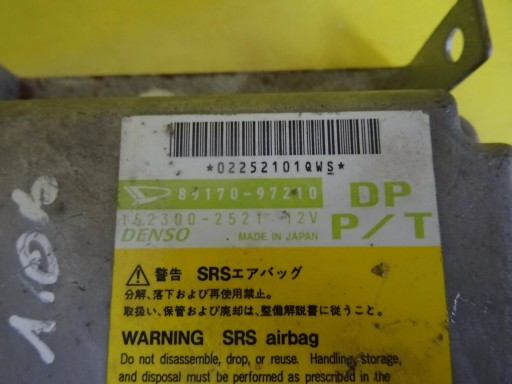 *02252101QWS*
89170-97210 DP
152300-2521 12V P/T
DENSO MADE IN JAPAN
警告 SRSエアバッグ
分解、落下および再使用禁止。
取扱い、保管および廃却は、整備解説書に従うこと。
WARNING SRS airbag
Do not disassemble, drop, or reuse. Handling, storage,
and disposal must be performed as prescribed in the
1.06